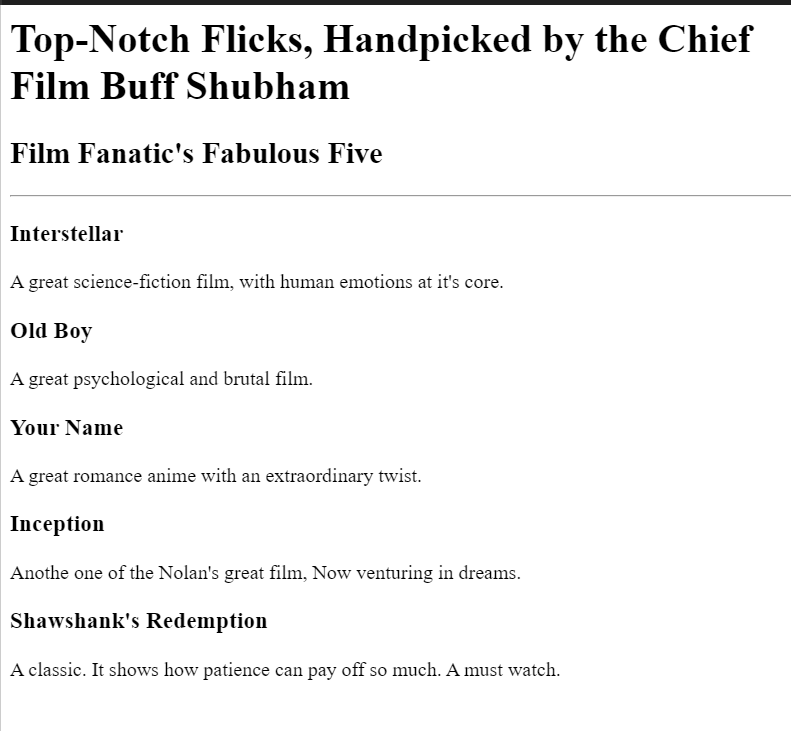 Top-Notch Flicks, Handpicked by the Chief
Film Buff Shubham
Film Fanatic's Fabulous Five
Interstellar
A great science-fiction film, with human emotions at it's core.
Old Boy
A great psychological and brutal film.
Your Name
A great romance anime with an extraordinary twist.
Inception
Anothe one of the Nolan's great film, Now venturing in dreams.
Shawshank's Redemption
A classic. It shows how patience can pay off so much. A must watch.